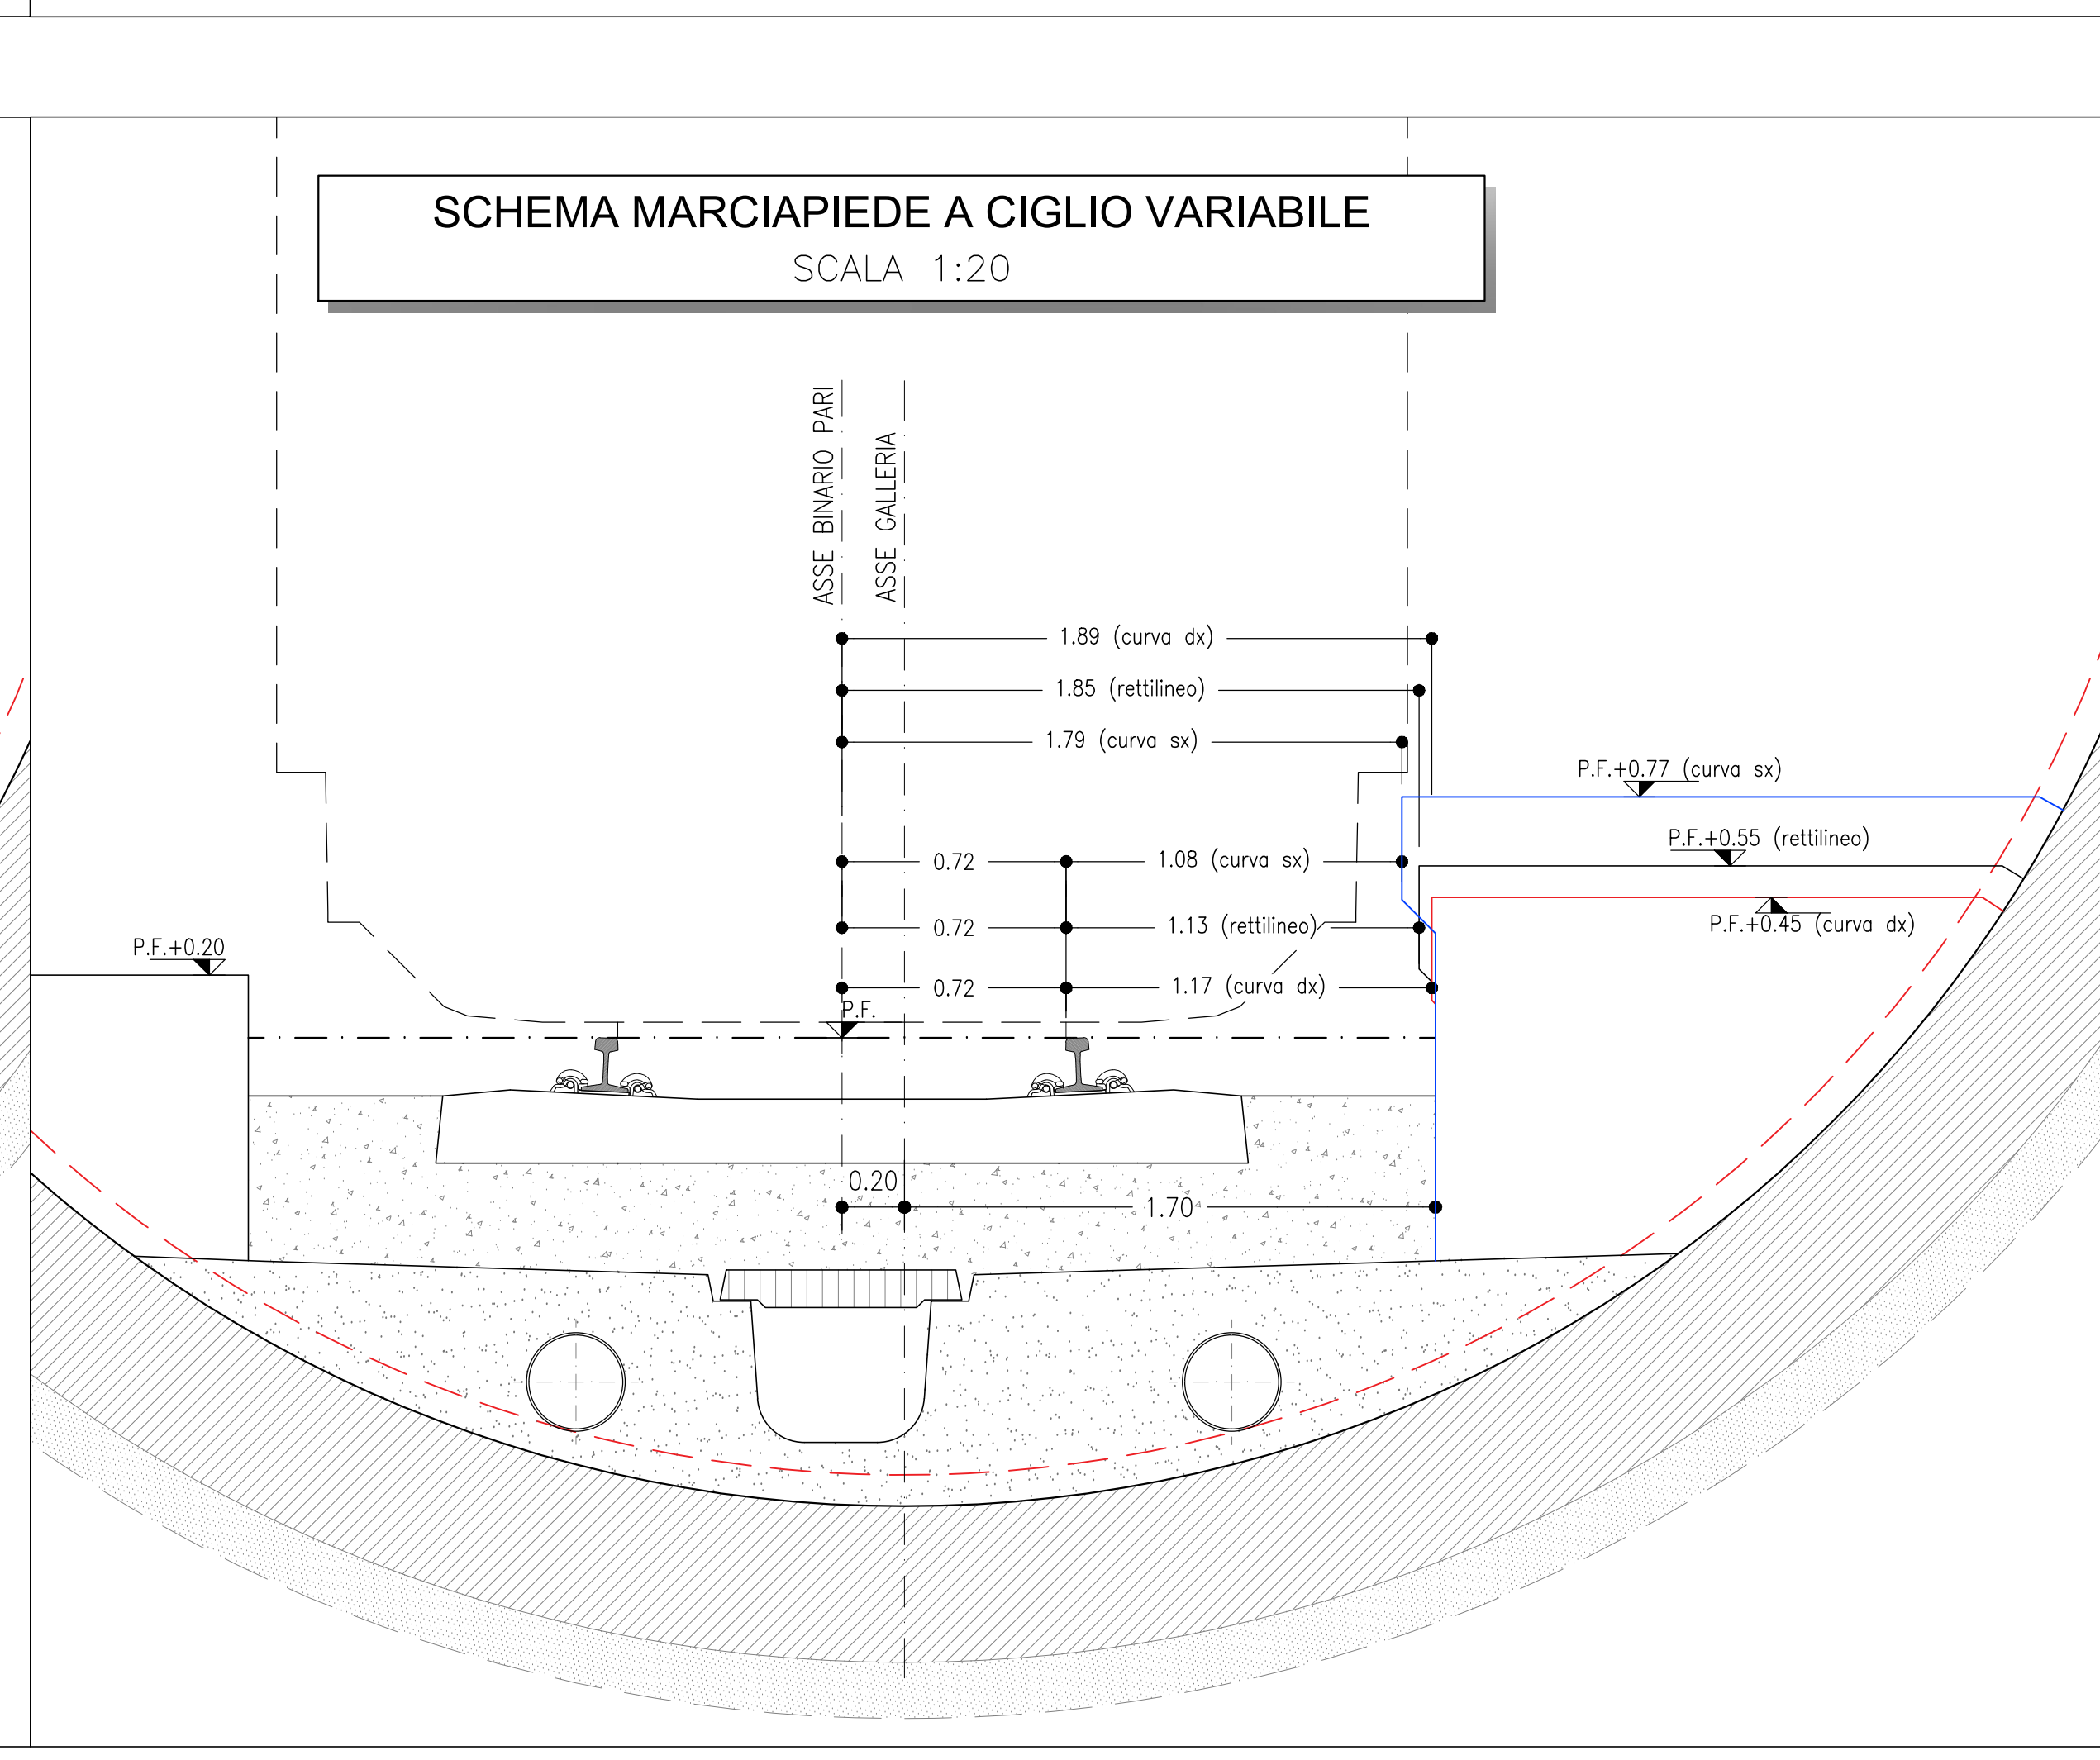 SCHEMA MARCIAPIEDE A CIGLIO VARIABILE
SCALA 1:20
ASSE BINARIO PARI
ASSE GALLERIA
1.89 (curva dx)
1.85 (rettilineo)
1.79 (curva sx)
P.F.+0.77 (curva sx)
P.F.+0.55 (rettilineo)
0.72 1.08 (curva sx)
P.F.+0.45 (curva dx)
0.72 1.13 (rettilineo)
P.F.+0.20
0.72 1.17 (curva dx)
P.F.
0.20
1.70